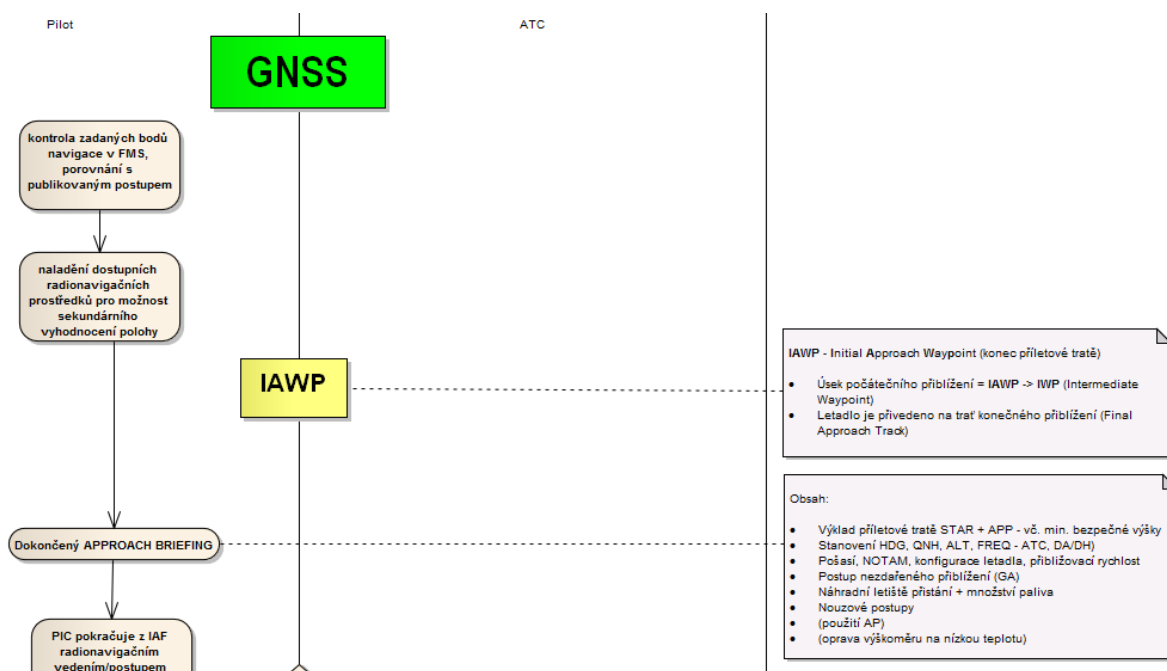 Pilot
ATC
GNSS
kontrola zadaných bodů
navigace v FMS,
porovnání s
publikovaným postupem
naladění dostupních
radionavigačních
prostředků pro možnost
sekundárního
vyhodnocení polohy
IAWP
IAWP - Initial Approach Waypoint (konec příletové tratě)
• Úsek počátečního přiblížení = IAWP -> IWP (Intermediate
Waypoint)
• Letadlo je přivedeno na trať konečného přiblížení (Final
Approach Track)
Dokončený APPROACH BRIEFING
Obsah:
• Výklad příletové tratě STAR + APP - vč. min. bezpečné výšky
• Stanovení HDG, QNH, ALT, FREQ - ATC, DA/DH)
• Pošasí, NOTAM, konfigurace letadla, přibližovací rychlost
• Postup nezdařeného přiblížení (GA)
• Náhradní letiště přistání + množství paliva
• Nouzové postupy
• (použití AP)
• (oprava výškoměru na nízkou teplotu)
PIC pokračuje z IAF
radionavigačním
vedením/postupem